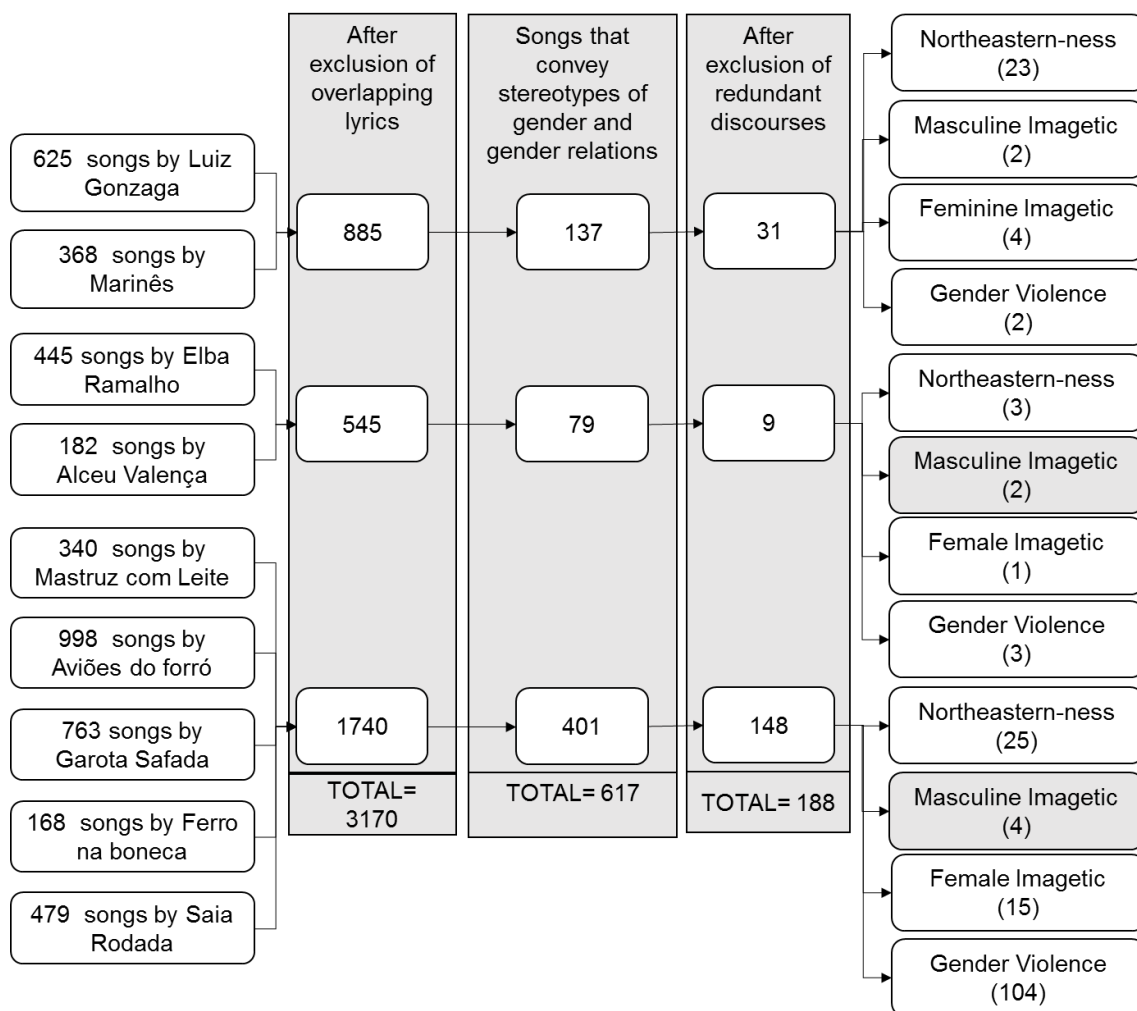 After
exclusion of
overlapping
lyrics
Songs that
convey
stereotypes of
gender and
gender relations
After
exclusion of
redundant
discourses
625 songs by Luiz
Gonzaga
368 songs by
Marinês
445 songs by Elba
Ramalho
182 songs by
Alceu Valença
340 songs by
Mastruz com Leite
998 songs by
Aviões do forró
763 songs by
Garota Safada
168 songs by Ferro
na boneca
479 songs by Saia
Rodada
885
137
31
545
79
9
1740
401
148
TOTAL=
3170
TOTAL= 617
TOTAL= 188
Northeastern-ness
(23)
Masculine Imagetic
(2)
Feminine Imagetic
(4)
Gender Violence
(2)
Northeastern-ness
(3)
Masculine Imagetic
(2)
Female Imagetic
(1)
Gender Violence
(3)
Northeastern-ness
(25)
Masculine Imagetic
(4)
Female Imagetic
(15)
Gender Violence
(104)